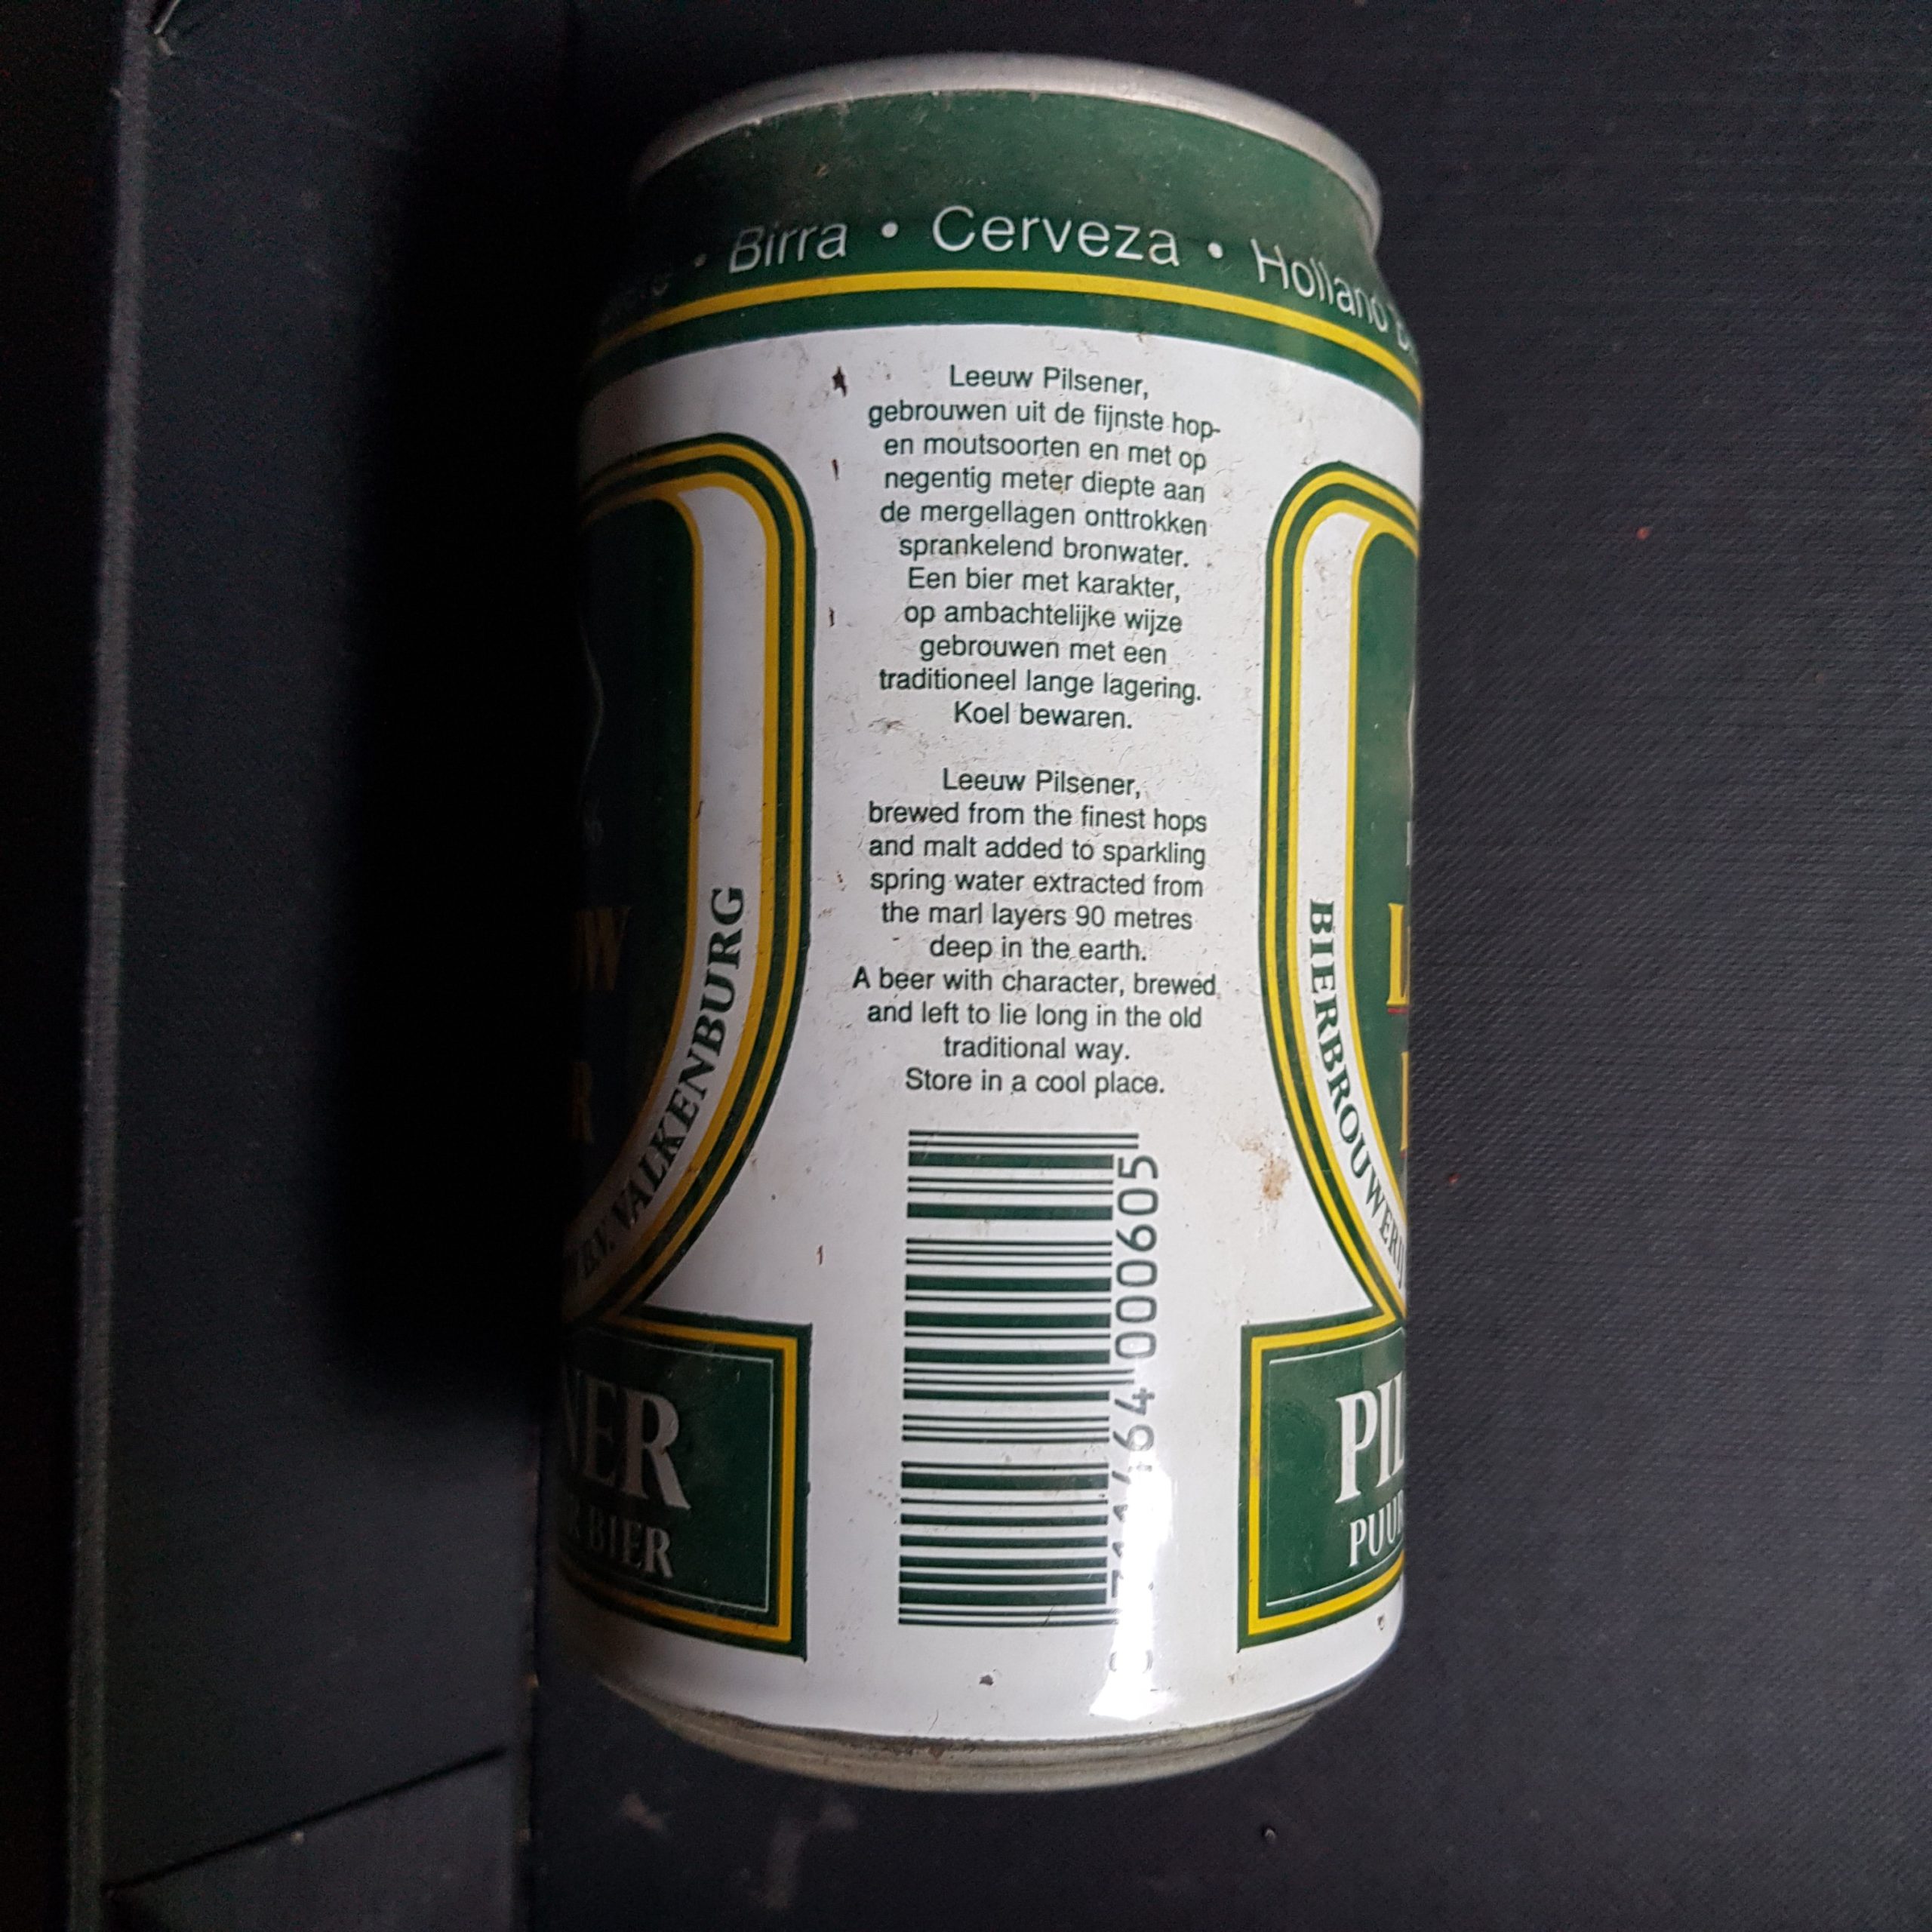 Birra • Cerveza • Holland
Leeuw Pilsener,
gebrouwen uit de fijnste hop-
en moutsoorten en met op
negentig meter diepte aan
de mergellagen onttrokken
sprankelend bronwater.
Een bier met karakter,
op ambachtelijke wijze
gebrouwen met een
traditioneel lange lagering.
Koel bewaren.
Leeuw Pilsener,
brewed from the finest hops
and malt added to sparkling
spring water extracted from
the marl layers 90 metres
deep in the earth.
A beer with character, brewed
and left to lie long in the old
traditional way.
Store in a cool place.
B.V. VALKENBURG
NER
BIER
BIERBROUWERIJ
PIL
PUUR